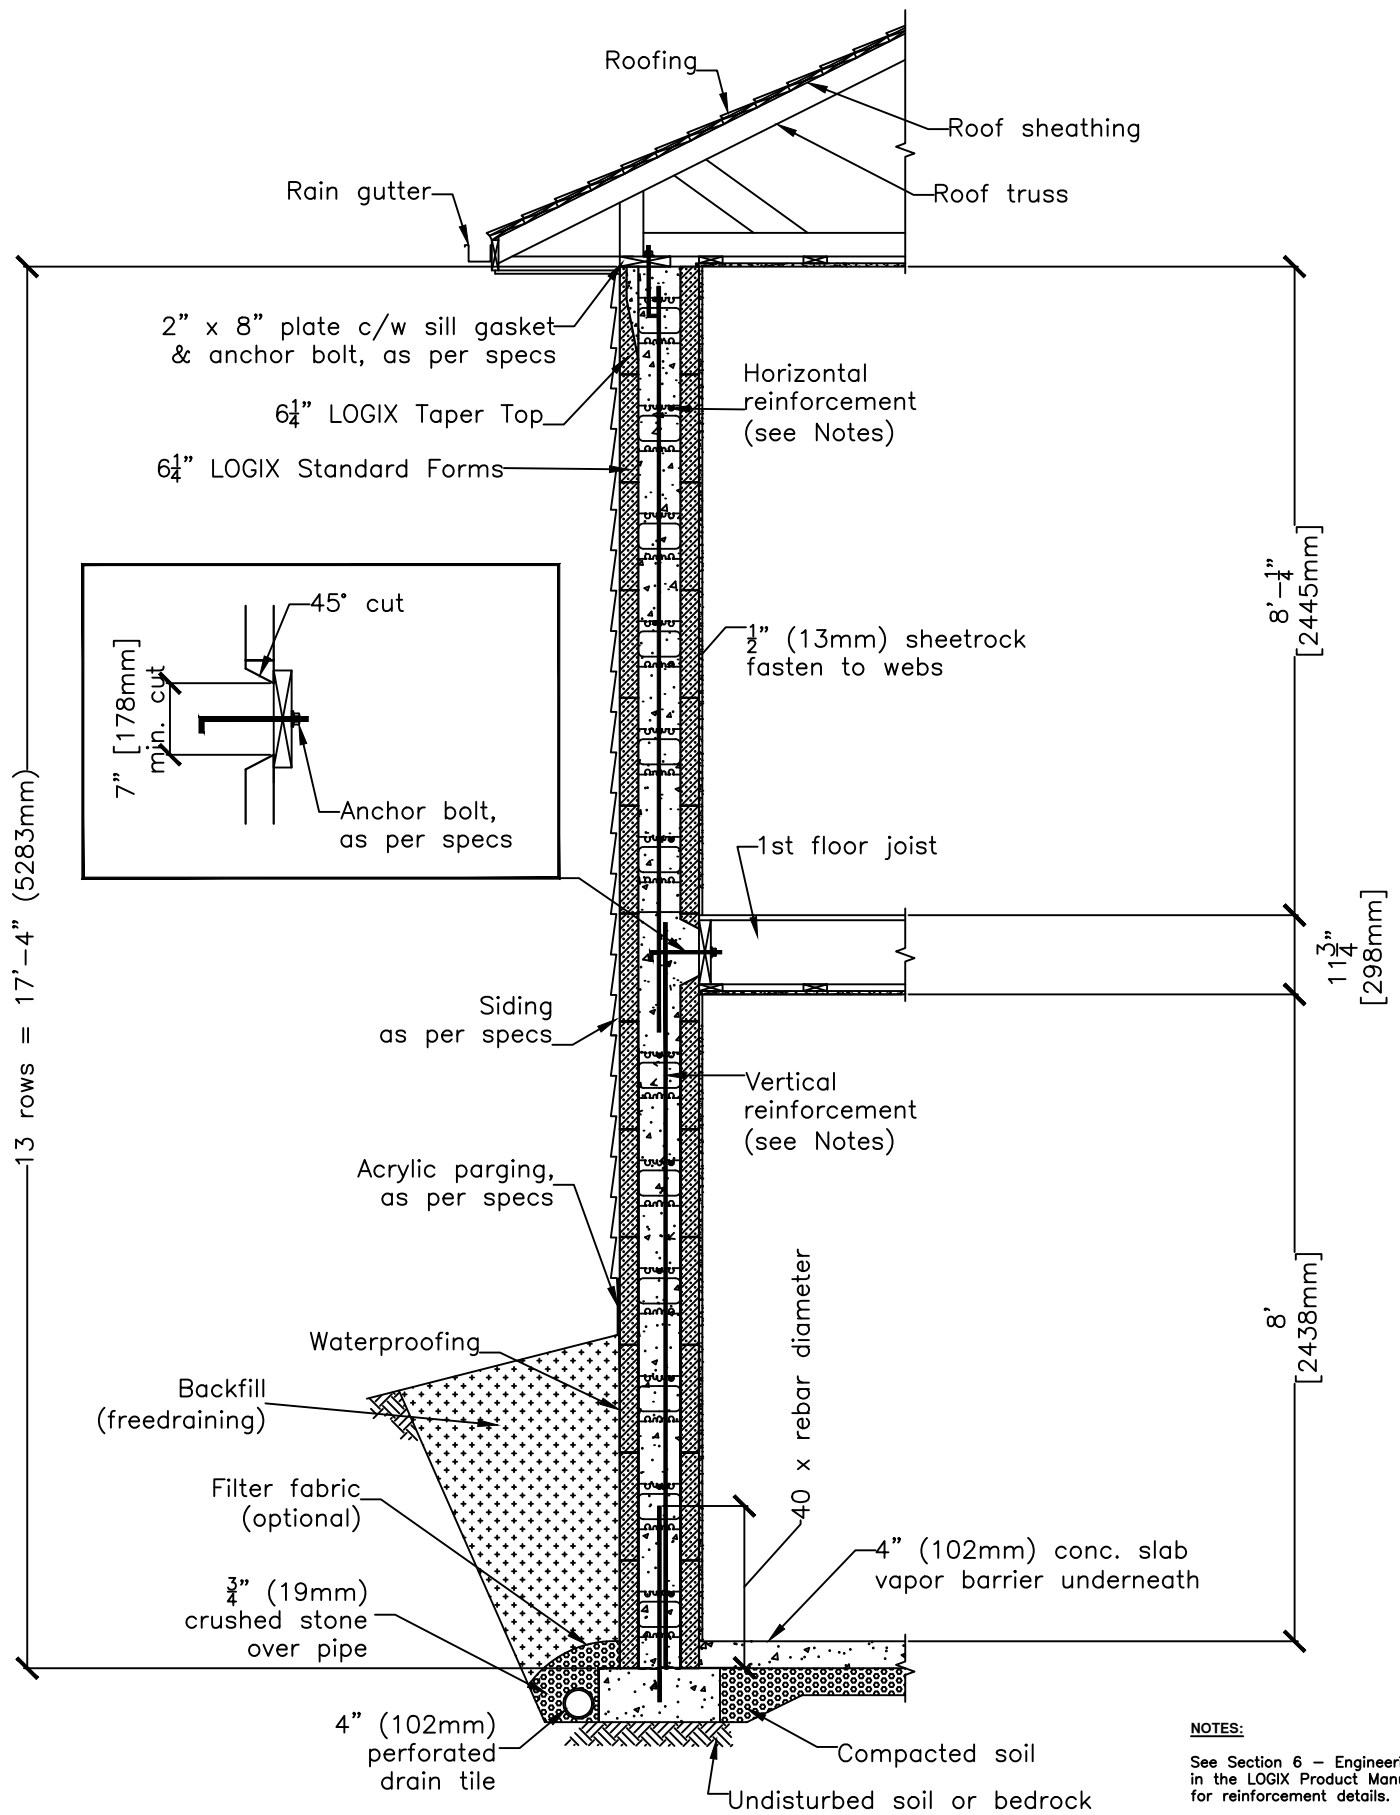 Roofing
Roof sheathing
Rain gutter
Roof truss
2” x 8” plate c/w sill gasket
& anchor bolt, as per specs
Horizontal
reinforcement
(see Notes)
6 1/4” LOGIX Taper Top
6 1/4” LOGIX Standard Forms
8’-1/4”
[2445mm]
45° cut
7” [178mm]
min. cut
Anchor bolt,
as per specs
1/2” (13mm) sheetrock
fasten to webs
1st floor joist
13 rows = 17’-4” (5283mm)
11 3/4”
[298mm]
Siding
as per specs
Vertical
reinforcement
(see Notes)
Acrylic parging,
as per specs
40 x rebar diameter
8’
[2438mm]
Waterproofing
Backfill
(freedraining)
Filter fabric
(optional)
4” (102mm) conc. slab
vapor barrier underneath
3/4” (19mm)
crushed stone
over pipe
4” (102mm)
perforated
drain tile
Compacted soil
Undisturbed soil or bedrock
NOTES:
See Section 6 –
in the LOGIX Product
for reinforcement details.